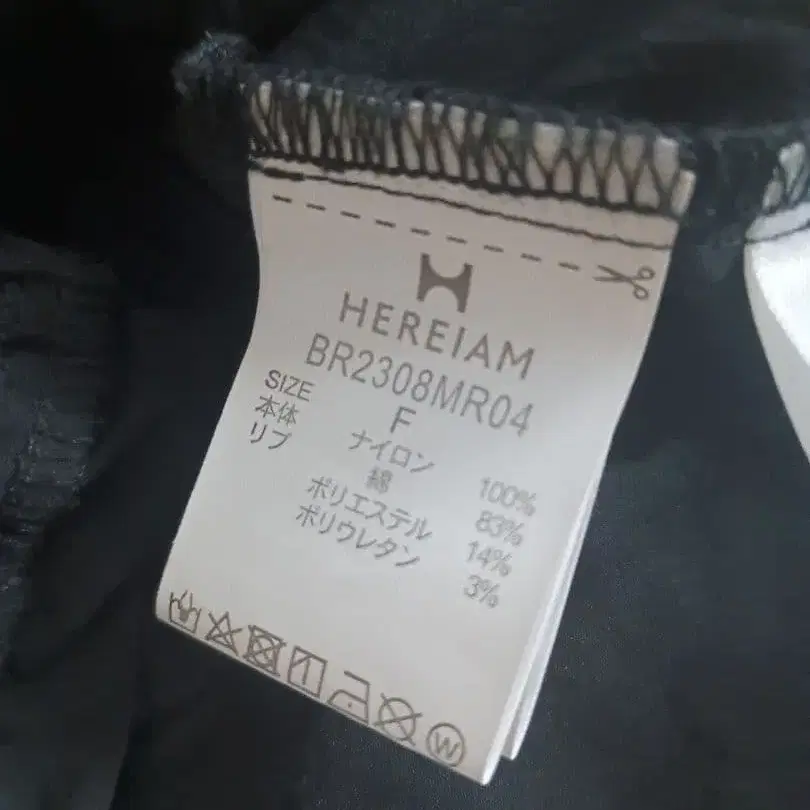 HEREIAM
BR2308MR04
SIZE F
本体 ナイロン 100%
リブ 綿 83%
ポリエステル 14%
ポリウレタン 3%
W